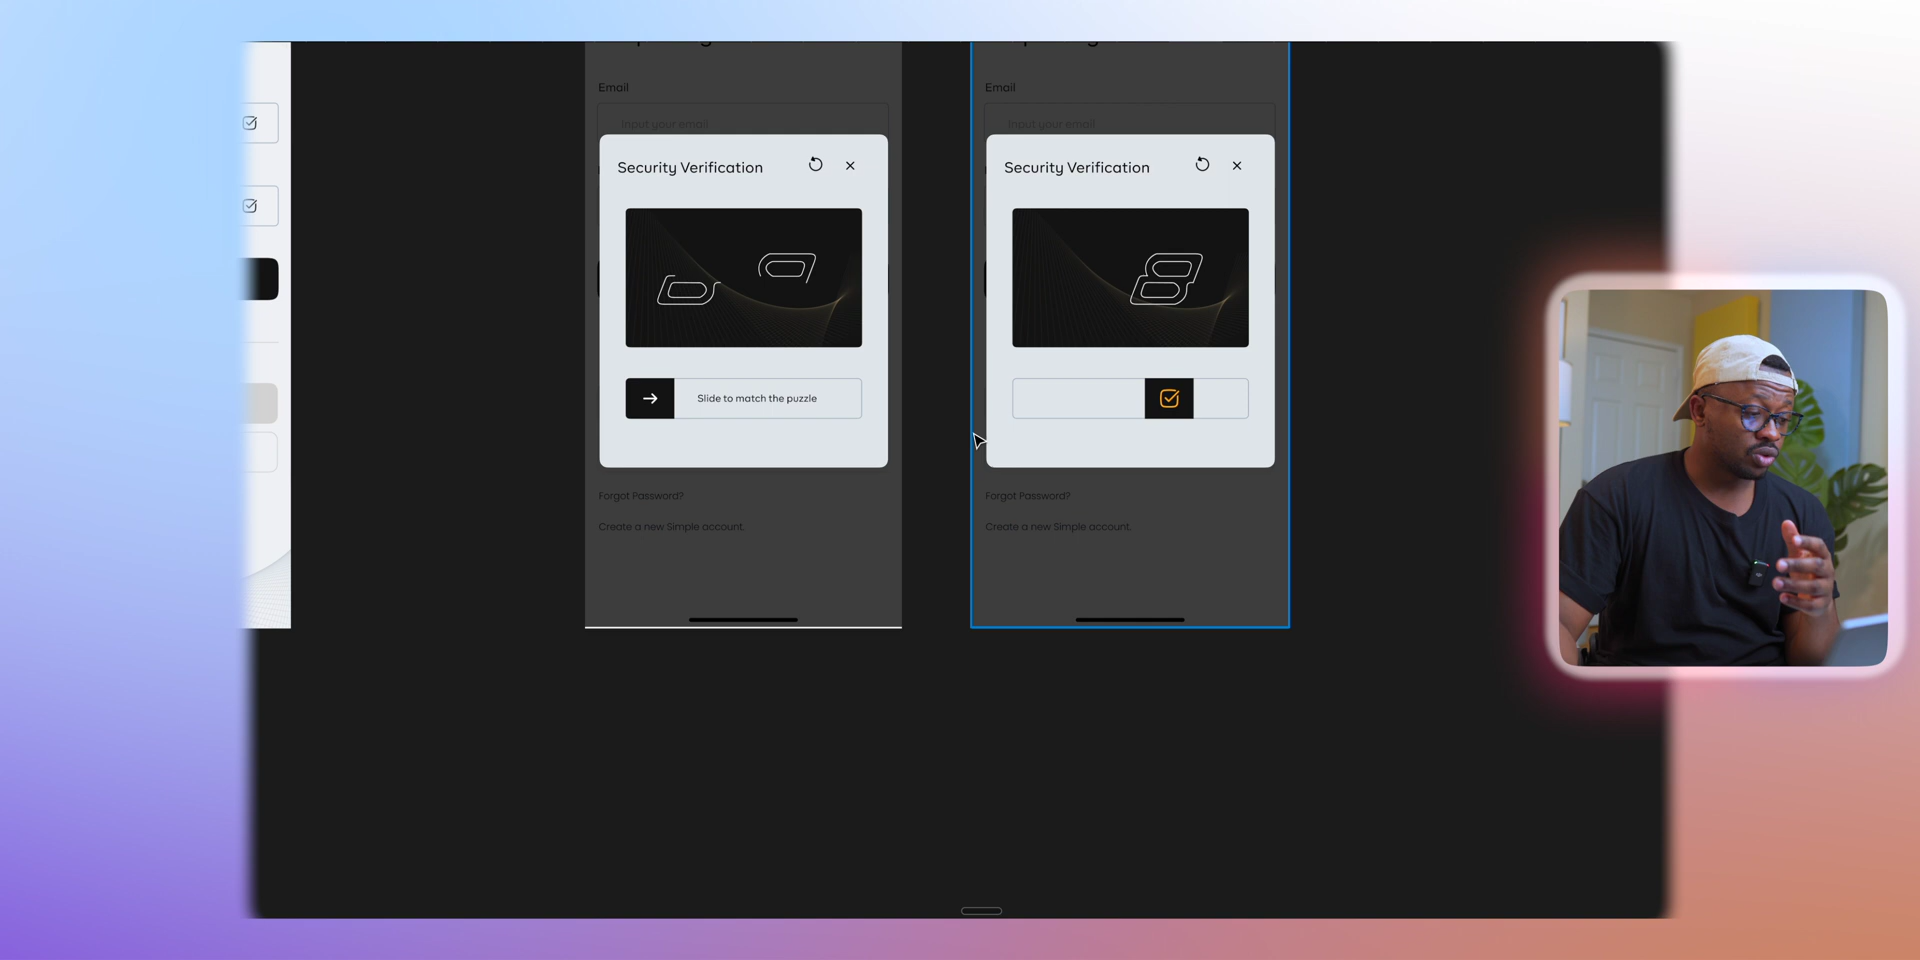 Email
Input your email
Security Verification
Slide to match the puzzle
Forgot Password?
Create a new Simple account.
Email
Input your email
Security Verification
Forgot Password?
Create a new Simple account.